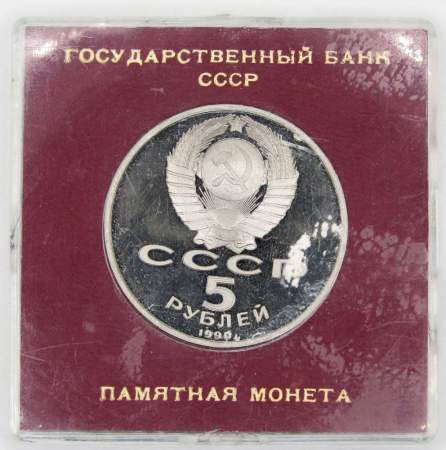 ГОСУДАРСТВЕННЫЙ БАНК
СССР
СССР
5
РУБЛЕЙ
1990
ПАМЯТНАЯ МОНЕТА